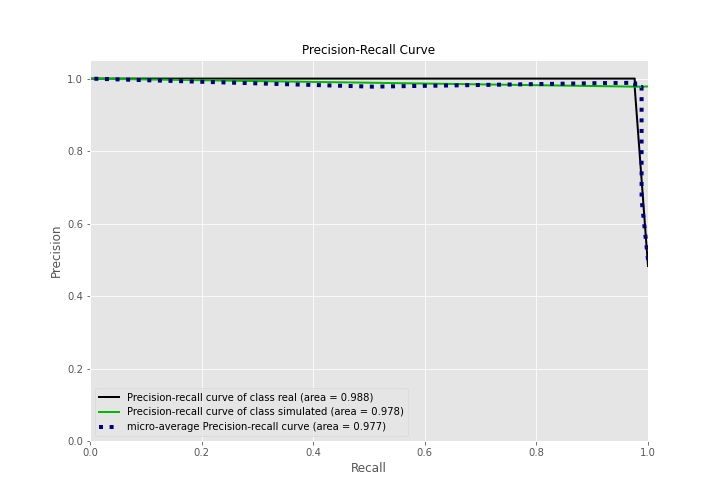 Precision-Recall Curve
1.0
0.8
0.6
0.4
0.2
0.0
Precision
Precision-recall curve of class real (area = 0.988)
Precision-recall curve of class simulated (area = 0.978)
micro-average Precision-recall curve (area = 0.977)
0.0 0.2 0.4 0.6 0.8 1.0
Recall